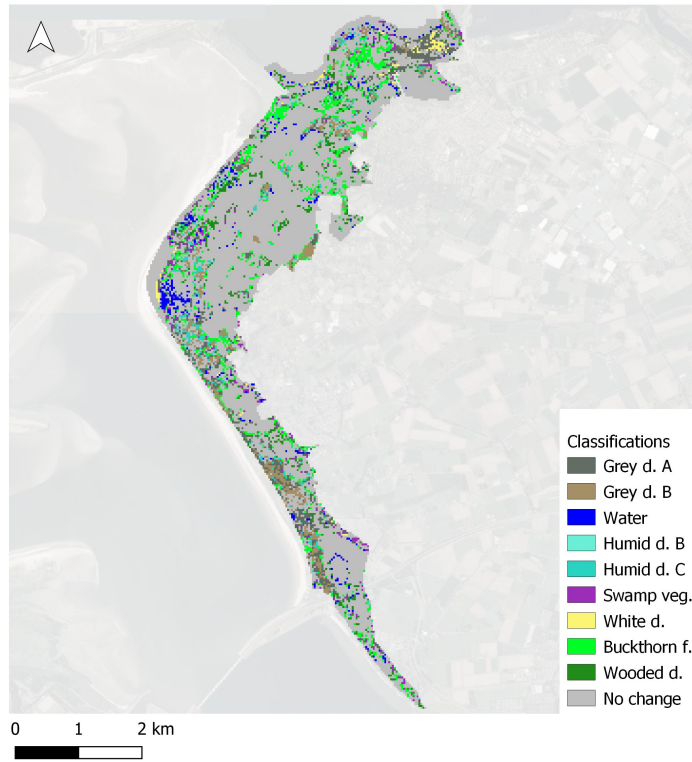 Classifications
Grey d. A
Grey d. B
Water
Humid d. B
Humid d. C
Swamp veg.
White d.
Buckthorn f.
Wooded d.
No change
0 1 2 km